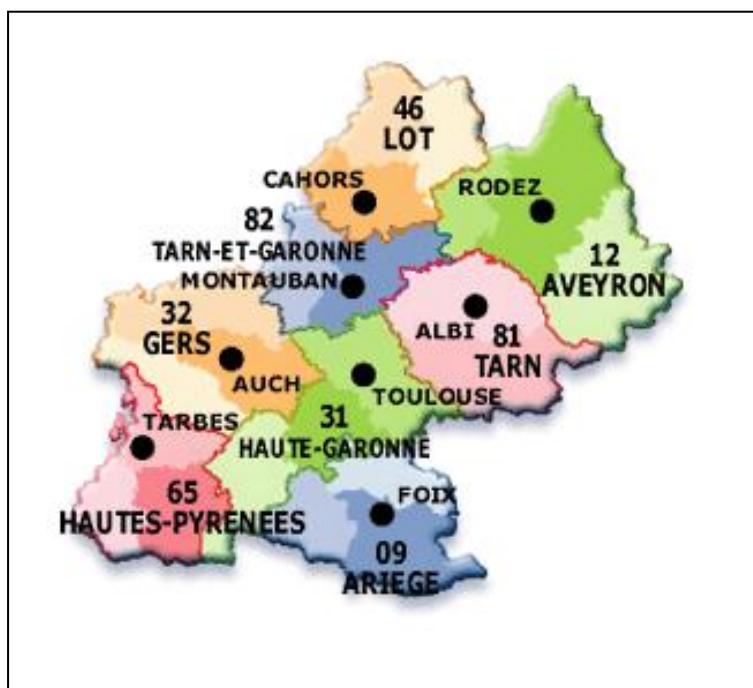 46
LOT
CAHORS
RODEZ
82
TARN-ET-GARONNE
MONTAUBAN
12
AVEYRON
32
GERS
ALBI
81
TARN
AUCH
TOULOUSE
TARBES
31
HAUTE-GARONNE
65
HAUTES-PYRENEES
FOIX
09
ARIEGE